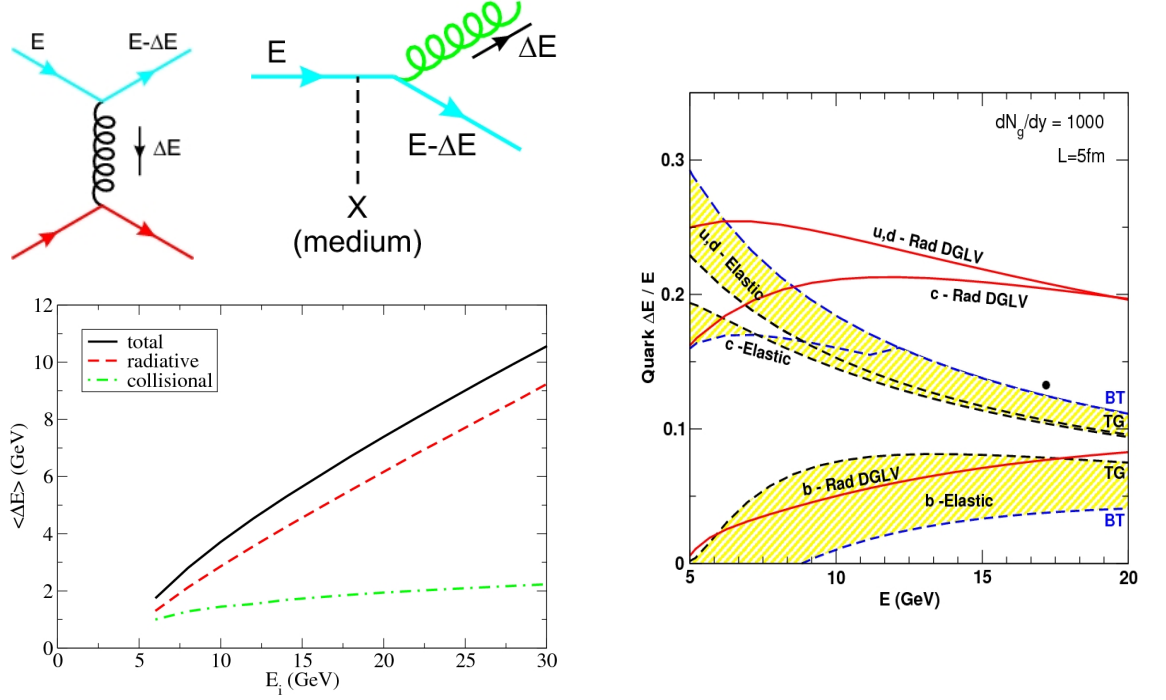 E
E-ΔE
ΔE
E
ΔE
E-ΔE
X
(medium)
12
10
8
6
4
2
0
<ΔE> (GeV)
total
radiative
collisional
0
5
10
15
20
25
30
E_i (GeV)
dN_g/dy = 1000
L=5fm
0.3
0.2
0.1
0
Quark ΔE / E
u,d - Rad DGLV
u,d - Elastic
c - Rad DGLV
c -Elastic
BT
TG
b - Rad DGLV
TG
b -Elastic
BT
5
10
15
20
E (GeV)